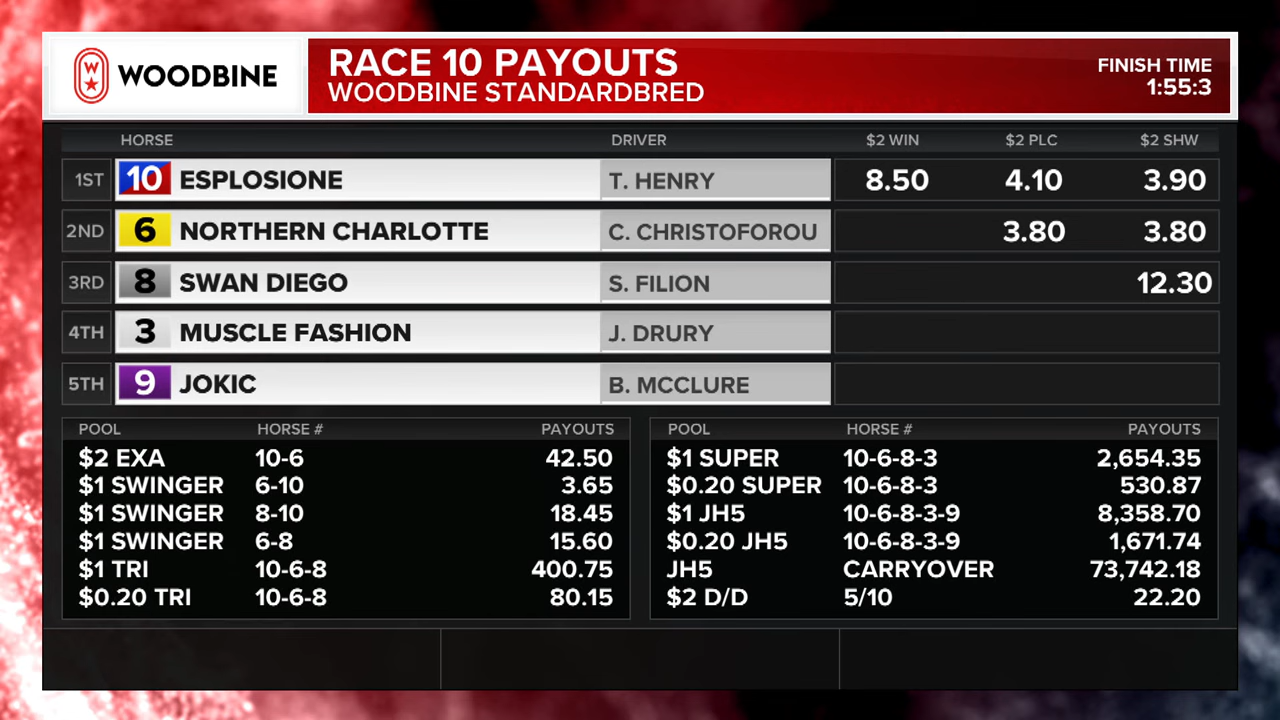 W
WOODBINE
RACE 10 PAYOUTS
WOODBINE STANDARDBRED
FINISH TIME
1:55:3
HORSE DRIVER $2 WIN $2 PLC $2 SHW
1ST 10 ESPLOSIONE T. HENRY 8.50 4.10 3.90
2ND 6 NORTHERN CHARLOTTE C. CHRISTOFOROU 3.80 3.80
3RD 8 SWAN DIEGO S. FILION 12.30
4TH 3 MUSCLE FASHION J. DRURY
5TH 9 JOKIC B. MCCLURE
POOL HORSE # PAYOUTS
$2 EXA 10-6 42.50
$1 SWINGER 6-10 3.65
$1 SWINGER 8-10 18.45
$1 SWINGER 6-8 15.60
$1 TRI 10-6-8 400.75
$0.20 TRI 10-6-8 80.15
POOL HORSE # PAYOUTS
$1 SUPER 10-6-8-3 2,654.35
$0.20 SUPER 10-6-8-3 530.87
$1 JH5 10-6-8-3-9 8,358.70
$0.20 JH5 10-6-8-3-9 1,671.74
JH5 CARRYOVER 73,742.18
$2 D/D 5/10 22.20